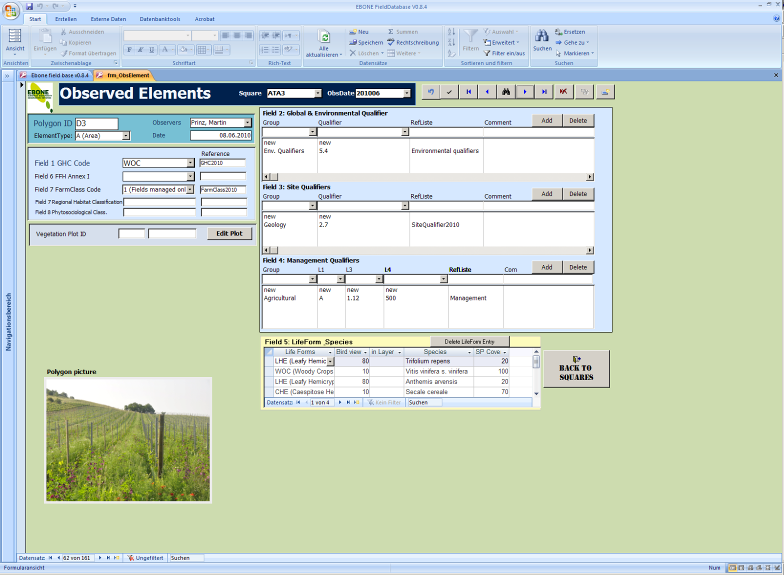 EBONE FieldDatabase V0.8.4
Start Erstellen Externe Daten Datenbanktools Acrobat
Ansicht
Einfügen
Ausschneiden
Kopieren
Format übertragen
Alle aktualisieren
Neu
Speichern
Löschen
Summen
Rechtschreibung
Weitere
Filtern
Auswahl
Erweitert
Filter ein/aus
Suchen
Ersetzen
Gehe zu
Markieren
Ansichten Zwischenablage Schriftart Rich-Text Datensätze Sortieren und Filtern Suchen
Ebone field base v0.8.4 frm_ObsElement
Navigationsbereich
EBONE
Observed Elements Square ATA3 ObsDate 201006
Polygon ID D3 Observers Prinz, Martin
ElementType: A (Area) Date 08.06.2010
Reference
Field 1 GHC Code WOC GHC2010
Field 6 FFH Annex I
Field 7 FarmClass Code 1 (Fields managed onl FarmClass2010
Field 7 Regional Habitat Classification
Field 8 Phytosociological Class.
Vegetation Plot ID Edit Plot
Field 2: Global & Environmental Qualifier
Group Qualifier RefListe Comment Add Delete
new new
Env. Qualifiers 5.4 Environmental qualifiers
Field 3: Site Qualifiers
Group Qualifier RefListe Comment Add Delete
new new
Geology 2.7 SiteQualifier2010
Field 4: Management Qualifiers
Group L1 L3 L4 RefListe Com Add Delete
new new new new
Agricultural A 1.12 500 Management
Field 5: LifeForm ,Species Delete LifeForm Entry
Life Forms Bird view in Layer Species SP Cove
LHE (Leafy Hemic 80 Trifolium repens 20
WOC (Woody Crops 10 Vitis vinifera s. vinifera 100
LHE (Leafy Hemicryp 80 Anthemis arvensis 20
CHE (Caespitose He 10 Secale cereale 70
Datensatz: 1 von 4 Kein Filter Suchen
BACK TO
SQUARES
Polygon picture
Datensatz: 62 von 161 Ungefiltert Suchen
Formularansicht Num